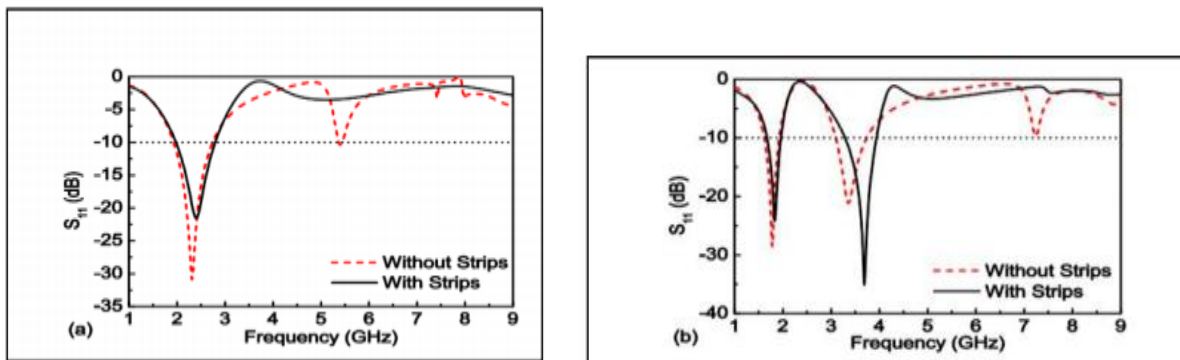 0
-5
-10
-15
-20
-25
-30
-35
S11 (dB)
Without Strips
With Strips
1 2 3 4 5 6 7 8 9
(a)
Frequency (GHz)
0
-10
-20
-30
-40
S11 (dB)
Without Strips
With Strips
1 2 3 4 5 6 7 8 9
(b)
Frequency (GHz)